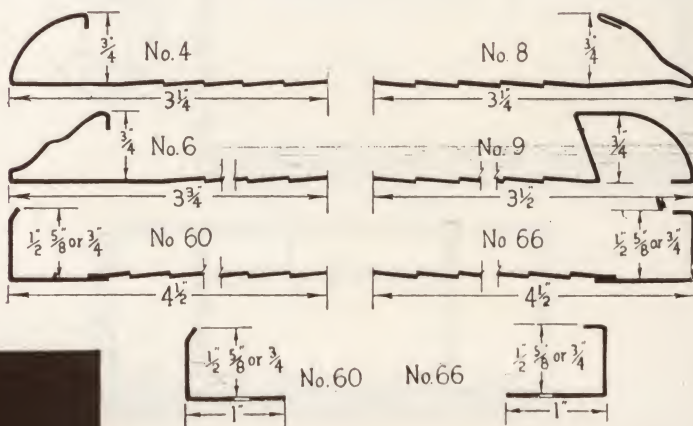 3/4" No. 4 No. 8 3/4"
3 1/4" 3 1/4"
3/4" No. 6 No. 9 3/4"
3 3/4" 3 1/2"
1/2" 5/8" or 3/4" No 60 No 66 1/2" 5/8" or 3/4"
4 1/2" 4 1/2"
1/2" 5/8" or 3/4" No. 60 No. 66 1/2" 5/8" or 3/4"
1" 1"